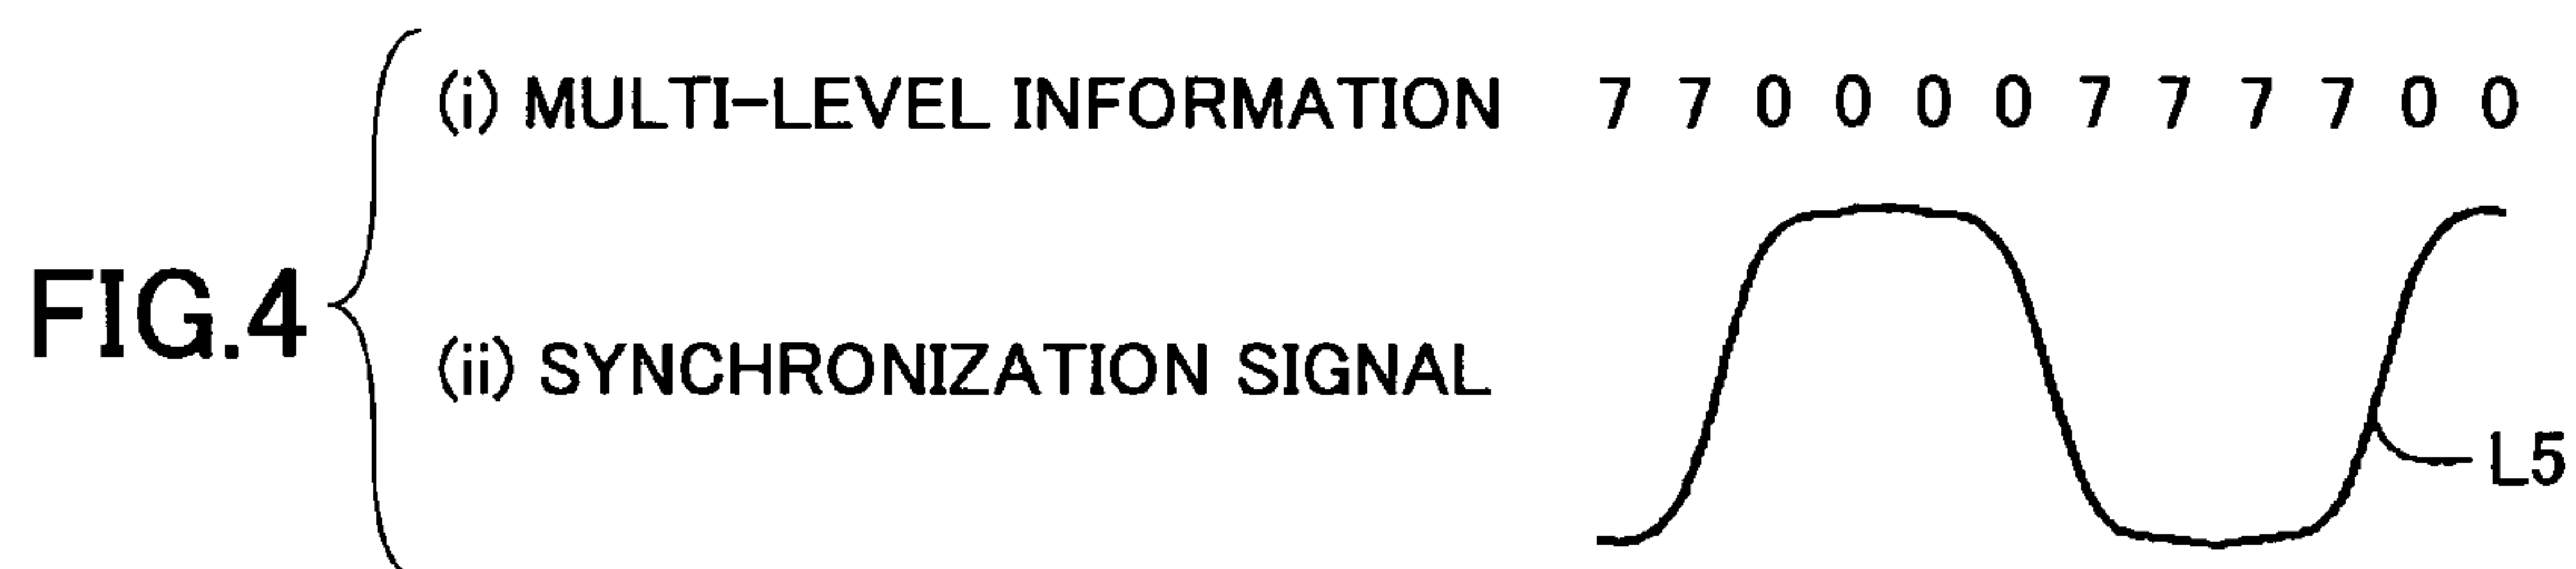 FIG.4
(i) MULTI-LEVEL INFORMATION 7 7 0 0 0 0 7 7 7 7 0 0
(ii) SYNCHRONIZATION SIGNAL
L5